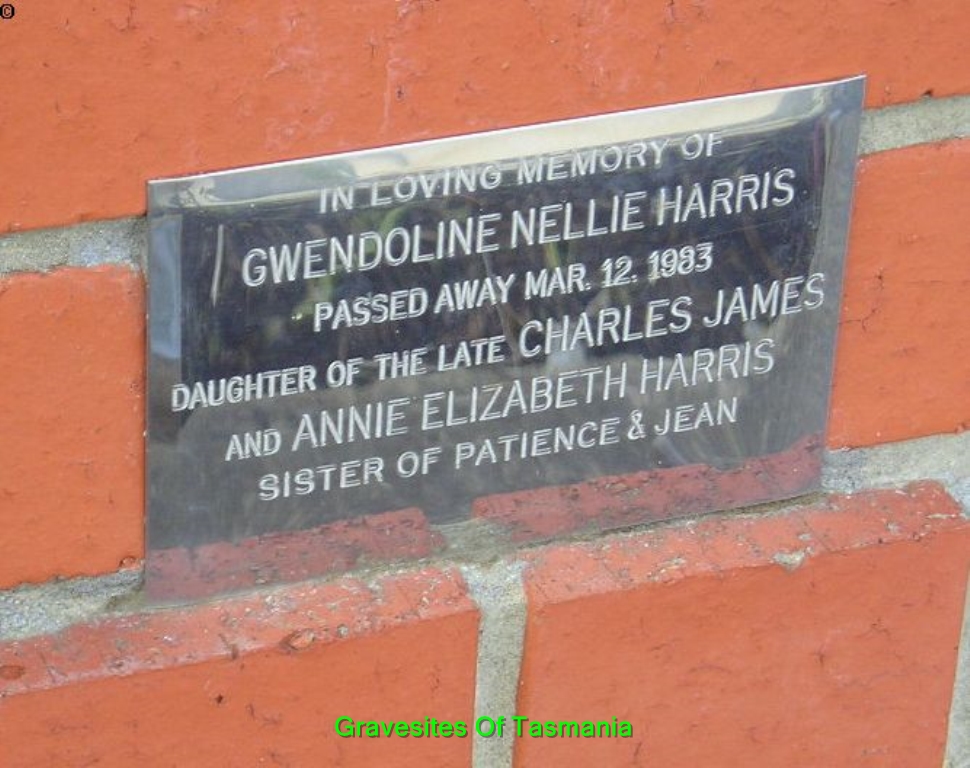 ©
IN LOVING MEMORY OF
GWENDOLINE NELLIE HARRIS
PASSED AWAY MAR. 12. 1983
DAUGHTER OF THE LATE CHARLES JAMES
AND ANNIE ELIZABETH HARRIS
SISTER OF PATIENCE & JEAN
Gravesites Of Tasmania